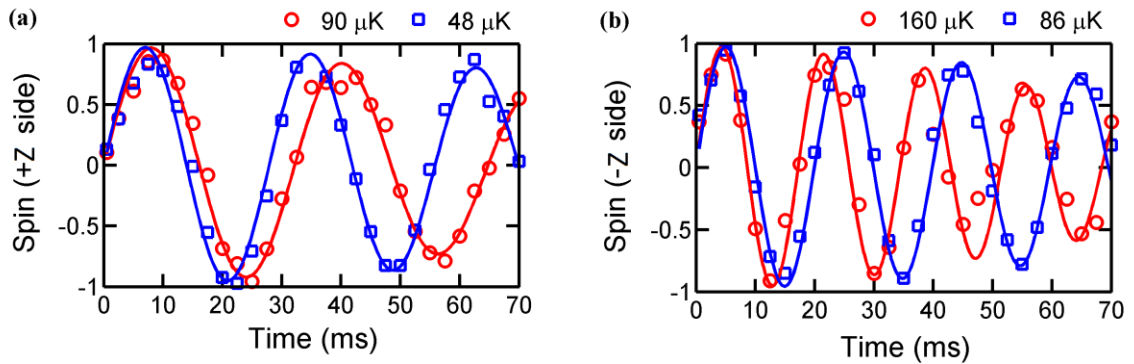 (a)
90 μK 48 μK
1
0.5
0
-0.5
-1
Spin (+Z side)
0 10 20 30 40 50 60 70
Time (ms)
(b)
160 μK 86 μK
1
0.5
0
-0.5
-1
Spin (-Z side)
0 10 20 30 40 50 60 70
Time (ms)